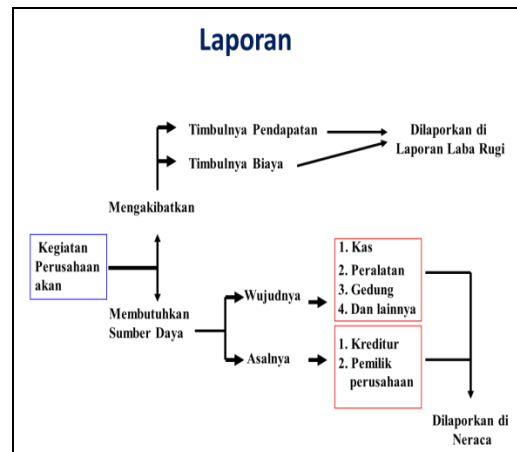 Laporan
Timbulnya Pendapatan
Timbulnya Biaya
Dilaporkan di
Laporan Laba Rugi
Mengakibatkan
Kegiatan
Perusahaan
akan
Membutuhkan
Sumber Daya
Wujudnya
1. Kas
2. Peralatan
3. Gedung
4. Dan lainnya
Asalnya
1. Kreditur
2. Pemilik
perusahaan
Dilaporkan di
Neraca